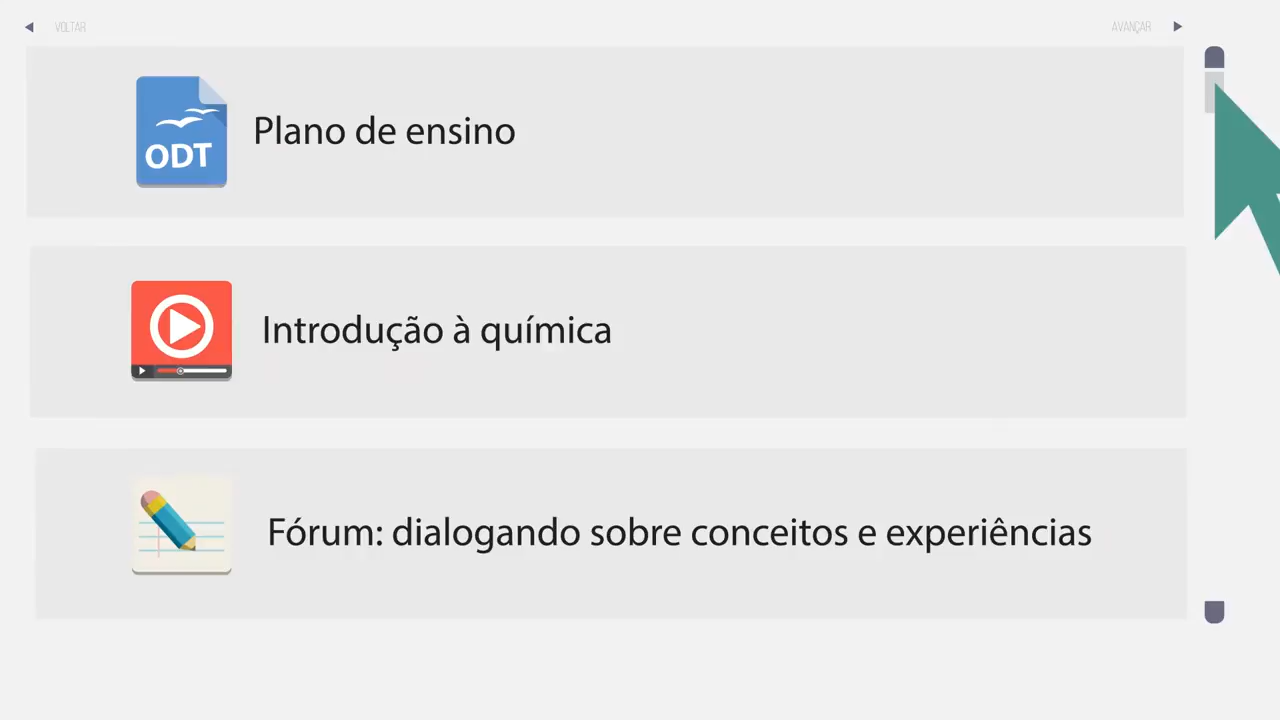 VOLTAR
AVANÇAR
ODT
Plano de ensino
Introdução à química
Fórum: dialogando sobre conceitos e experiências